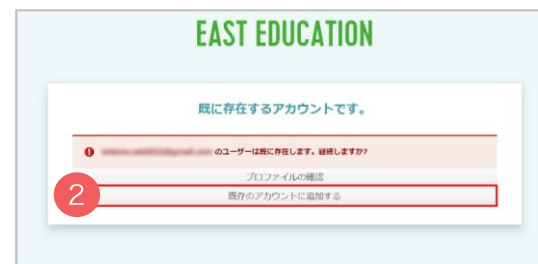 EAST EDUCATION
既に存在するアカウントです。
のユーザーは既に存在します。継続しますか?
プロファイルの確認
既存のアカウントに追加する
2